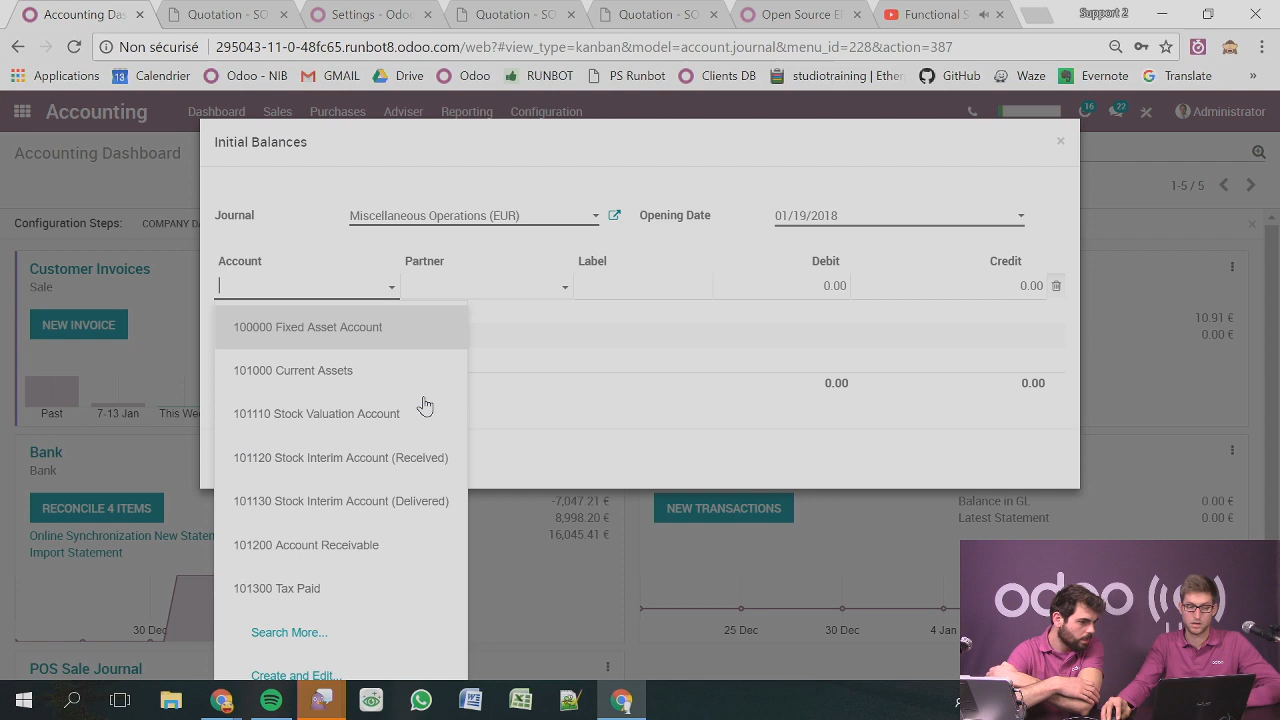 Accounting Dashboard
Quotation - SO
Settings - Odoo
Quotation - SO
Quotation - SO
Open Source E
Functional S
Support 2
Non sécurisé
295043-11-0-48fc65.runbot8.odoo.com/web?#view_type=kanban&model=account.journal&menu_id=228&action=387
Applications
Calendrier
Odoo - NIB
GMAIL
Drive
Odoo
RUNBOT
PS Runbot
Credits DB
studiotraining | Ether
GitHub
Waze
Evernote
Translate
»
Accounting
Dashboard
Sales
Purchases
Adviser
Reporting
Configuration
16
22
Administrator
Accounting Dashboard
Initial Balances
×
1-5 / 5
Journal
Miscellaneous Operations (EUR)
Opening Date
01/19/2018
Configuration Steps:
COMPANY DA
Account
Partner
Label
Debit
Credit
0.00
0.00
Customer Invoices
Sale
NEW INVOICE
10.91 €
0.00 €
Past
7-13 Jan
This Wee
100000 Fixed Asset Account
101000 Current Assets
101110 Stock Valuation Account
101120 Stock Interim Account (Received)
101130 Stock Interim Account (Delivered)
101200 Account Receivable
101300 Tax Paid
Search More...
Create and Edit...
0.00
0.00
Bank
Bank
RECONCILE 4 ITEMS
Online Synchronization New Statem
Import Statement
-7,047.21 €
8,998.20 €
16,045.41 €
NEW TRANSACTIONS
Balance in GL
0.00 €
Latest Statement
0.00 €
30 Dec
25 Dec
30 Dec
4 Jan
POS Sale Journal
odoo
odoo